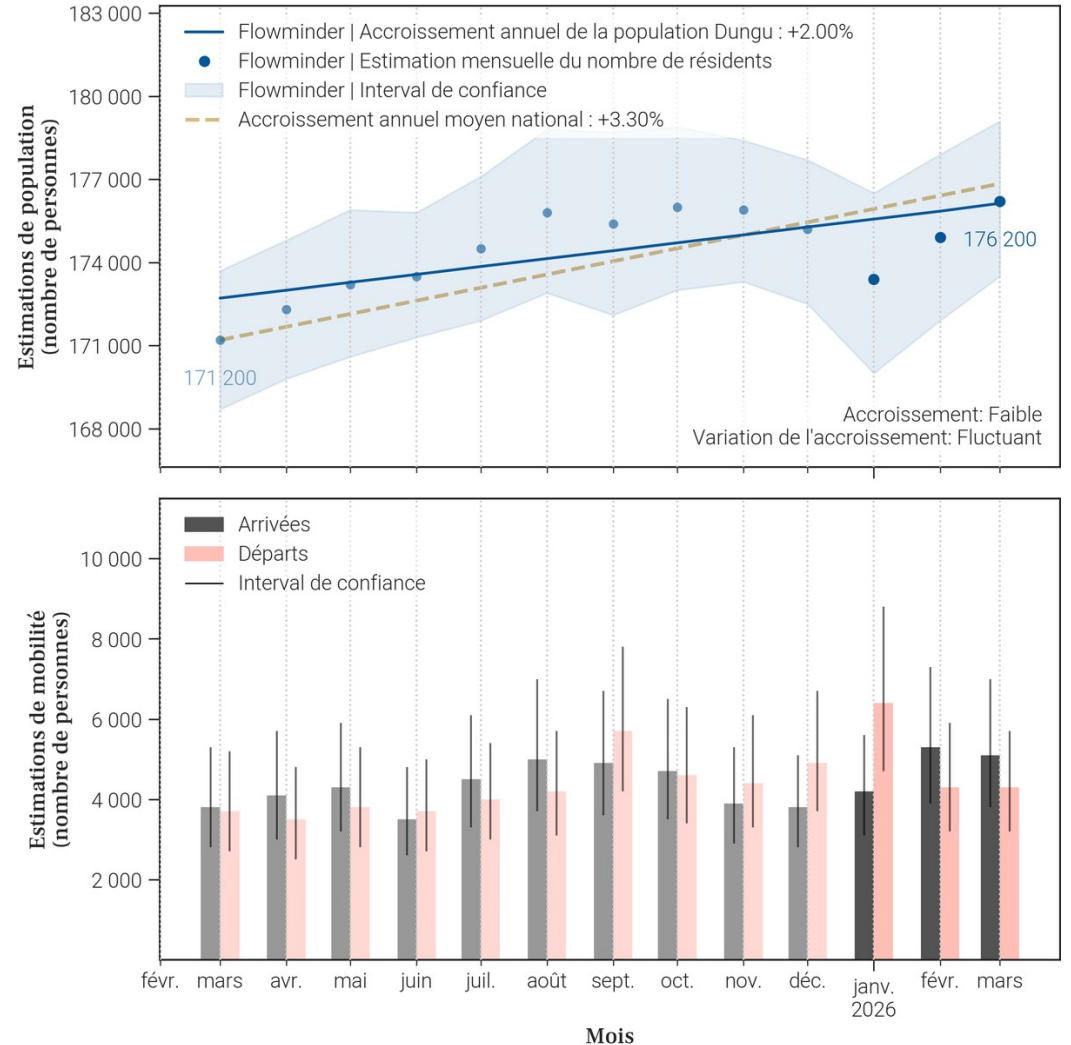 183 000
180 000
177 000
174 000
171 000
168 000
Estimations de population
(nombre de personnes)
Flowminder | Accroissement annuel de la population Dungu : +2.00%
Flowminder | Estimation mensuelle du nombre de résidents
Flowminder | Interval de confiance
Accroissement annuel moyen national : +3.30%
171 200
176 200
Accroissement: Faible
Variation de l'accroissement: Fluctuant
10 000
8 000
6 000
4 000
2 000
Estimations de mobilité
(nombre de personnes)
Arrivées
Départs
Interval de confiance
févr. mars avr. mai juin juil. août sept. oct. nov. déc. janv. févr. mars
2026
Mois